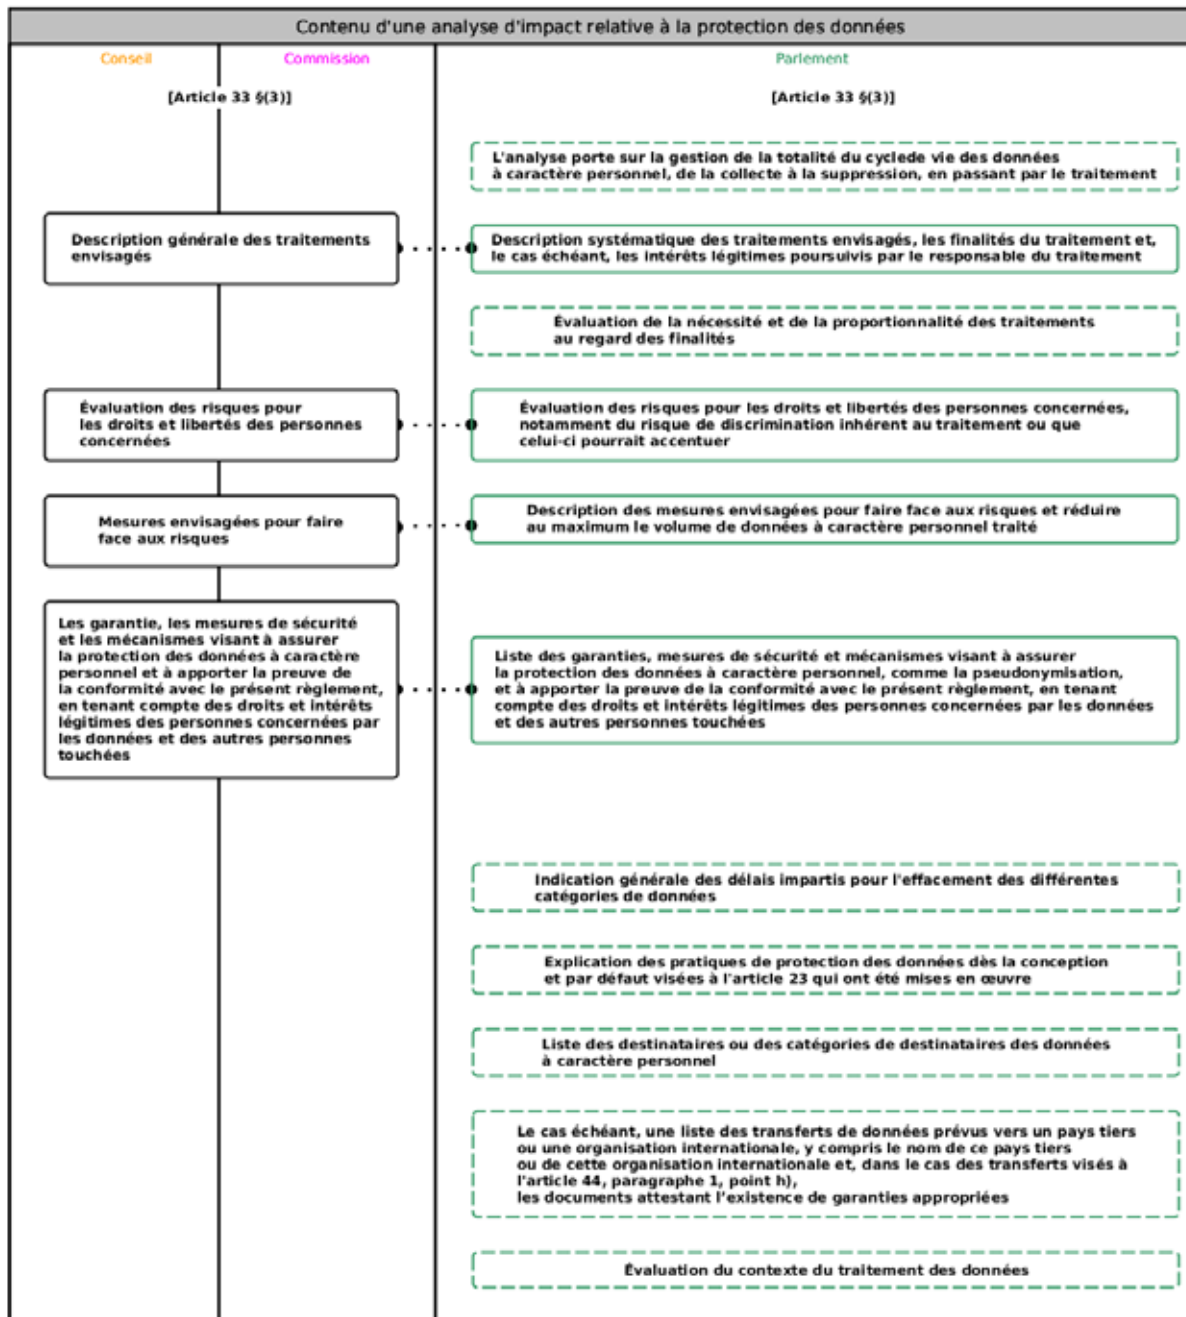 Contenu d'une analyse d'impact relative à la protection des données
Conseil
Commission
Parlement
[Article 33 §(3)]
[Article 33 §(3)]
L'analyse porte sur la gestion de la totalité du cyclede vie des données
à caractère personnel, de la collecte à la suppression, en passant par le traitement
Description générale des traitements
envisagés
Description systématique des traitements envisagés, les finalités du traitement et,
le cas échéant, les intérêts légitimes poursuivis par le responsable du traitement
Évaluation de la nécessité et de la proportionnalité des traitements
au regard des finalités
Évaluation des risques pour
les droits et libertés des personnes
concernées
Évaluation des risques pour les droits et libertés des personnes concernées,
notamment du risque de discrimination inhérent au traitement ou que
celui-ci pourrait accentuer
Mesures envisagées pour faire
face aux risques
Description des mesures envisagées pour faire face aux risques et réduire
au maximum le volume de données à caractère personnel traité
Les garantie, les mesures de sécurité
et les mécanismes visant à assurer
la protection des données à caractère
personnel et à apporter la preuve de
la conformité avec le présent règlement,
en tenant compte des droits et intérêts
légitimes des personnes concernées par
les données et des autres personnes
touchées
Liste des garanties, mesures de sécurité et mécanismes visant à assurer
la protection des données à caractère personnel, comme la pseudonymisation,
et à apporter la preuve de la conformité avec le présent règlement, en tenant
compte des droits et intérêts légitimes des personnes concernées par les données
et des autres personnes touchées
Indication générale des délais impartis pour l'effacement des différentes
catégories de données
Explication des pratiques de protection des données dès la conception
et par défaut visées à l'article 23 qui ont été mises en œuvre
Liste des destinataires ou des catégories de destinataires des données
à caractère personnel
Le cas échéant, une liste des transferts de données prévus vers un pays tiers
ou une organisation internationale, y compris le nom de ce pays tiers
ou de cette organisation internationale et, dans le cas des transferts visés à
l'article 44, paragraphe 1, point h),
les documents attestant l'existence de garanties appropriées
Évaluation du contexte du traitement des données